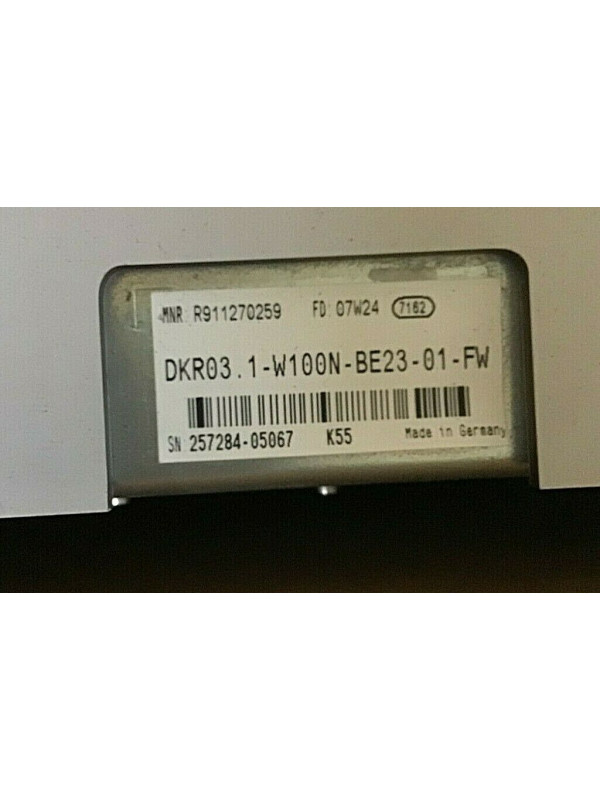 MNR: R911270259 FD: 07W24 7162
DKR03.1-W100N-BE23-01-FW
SN 257284-05067 K55 Made in Germany